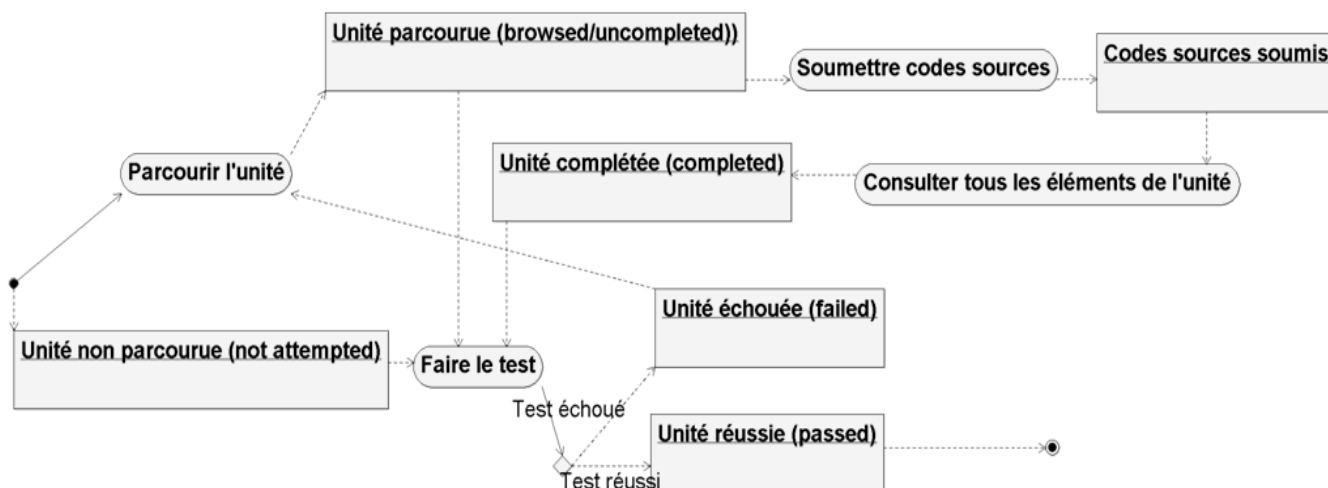 Unité parcourue (browsed/uncompleted))
Soumettre codes sources
Codes sources soumis
Parcourir l'unité
Unité complétée (completed)
Consulter tous les éléments de l'unité
Unité échouée (failed)
Unité non parcourue (not attempted)
Faire le test
Test échoué
Unité réussie (passed)
Test réussi